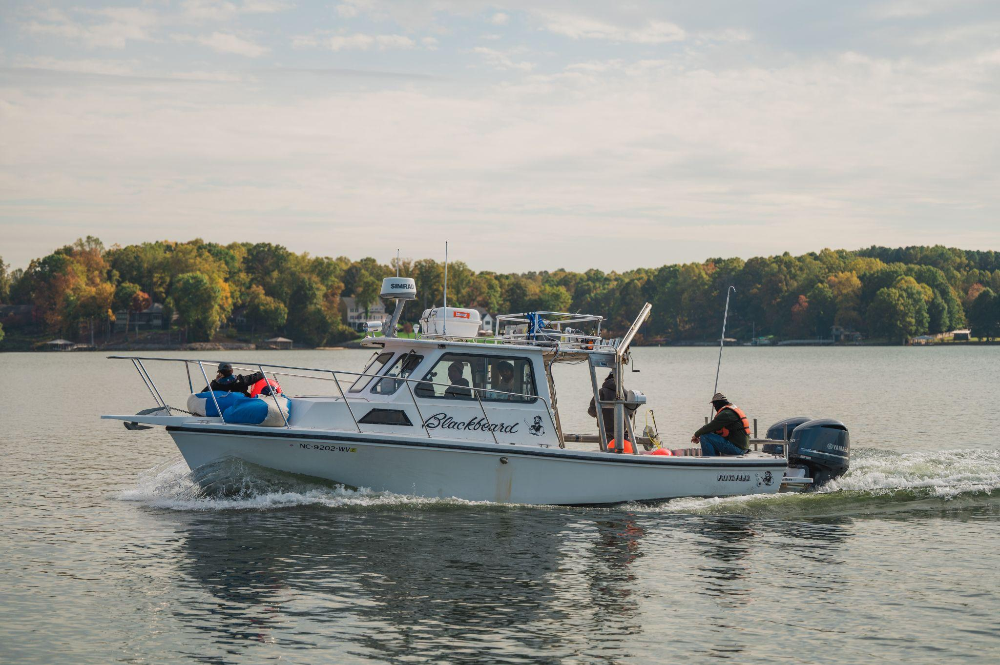 SIMRAD
Blackbeard
NC-9202-WV
PRIVATEER
YAMAHA